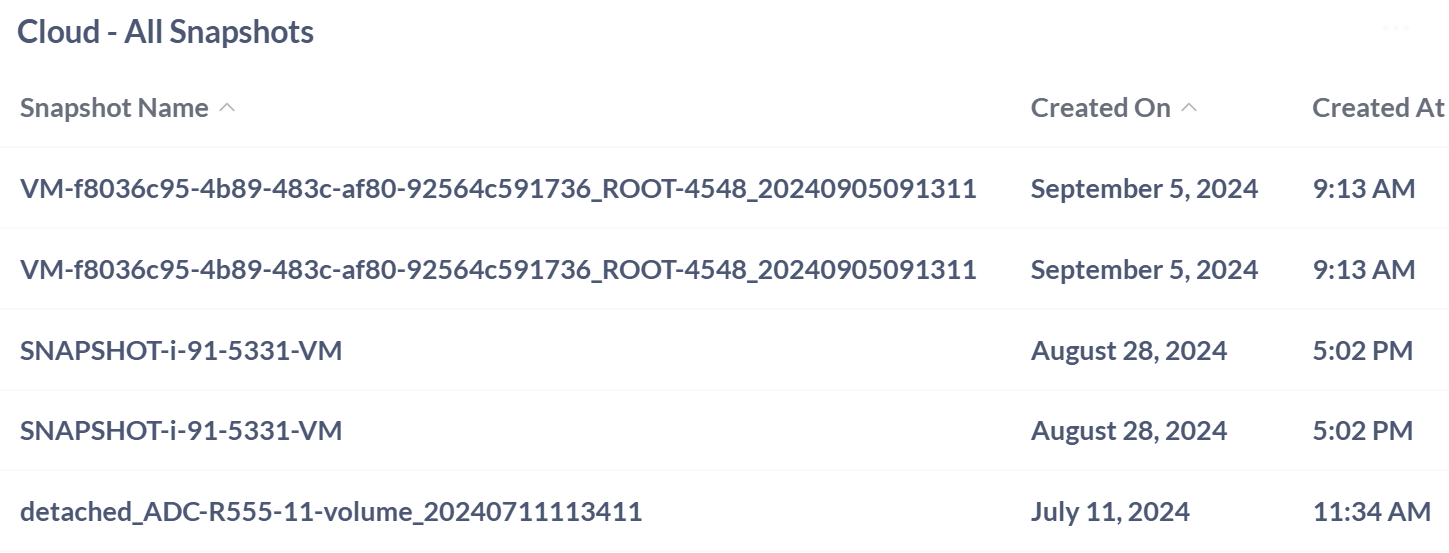 Cloud - All Snapshots
Snapshot Name Created On Created At
VM-f8036c95-4b89-483c-af80-92564c591736_ROOT-4548_20240905091311 September 5, 2024 9:13 AM
VM-f8036c95-4b89-483c-af80-92564c591736_ROOT-4548_20240905091311 September 5, 2024 9:13 AM
SNAPSHOT-i-91-5331-VM August 28, 2024 5:02 PM
SNAPSHOT-i-91-5331-VM August 28, 2024 5:02 PM
detached_ADC-R555-11-volume_20240711113411 July 11, 2024 11:34 AM